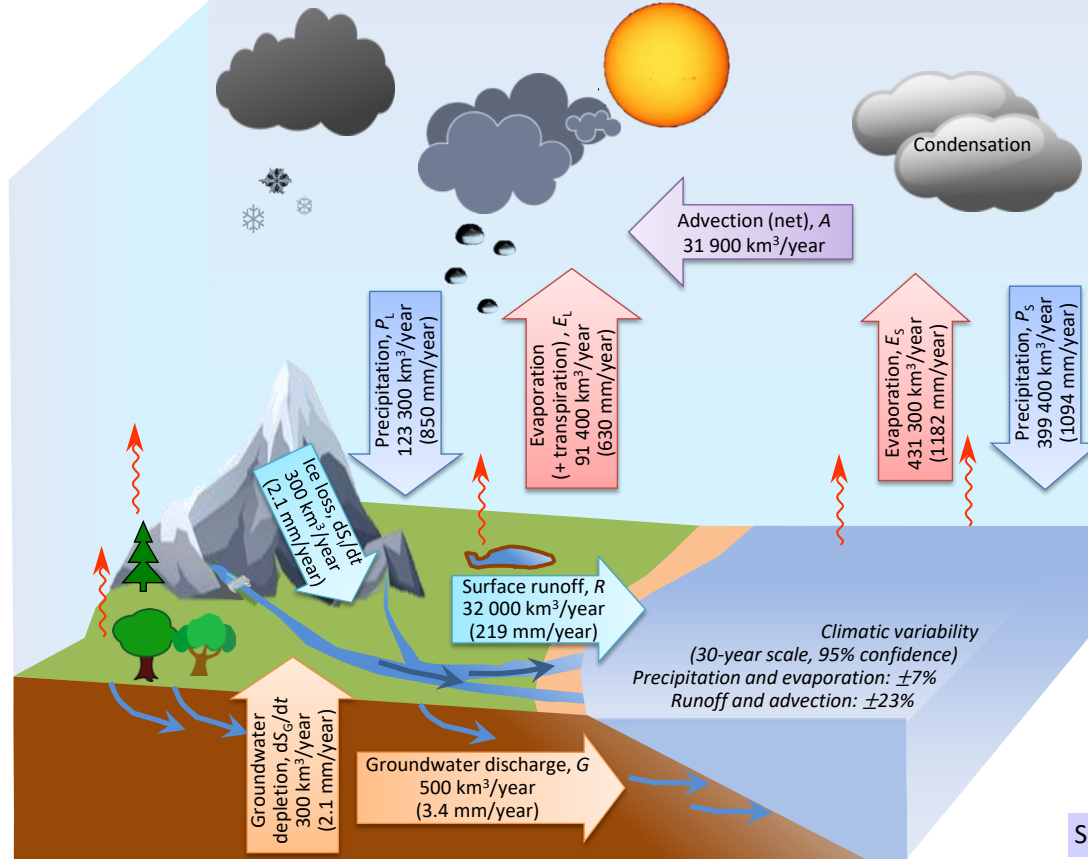 Condensation
Advection (net), A
31 900 km³/year
Precipitation, P_L
123 300 km³/year
(850 mm/year)
Evaporation
(+ transpiration) , E_L
91 400 km³/year
(630 mm/year)
Evaporation, E_S
431 300 km³/year
(1182 mm/year)
Precipitation, P_S
399 400 km³/year
(1094 mm/year)
Ice loss, dS_I/dt
300 km³/year
(2.1 mm/year)
Surface runoff, R
32 000 km³/year
(219 mm/year)
Climatic variability
(30-year scale, 95% confidence)
Precipitation and evaporation: ±7%
Runoff and advection: ±23%
Groundwater
depletion, dS_G/dt
300 km³/year
(2.1 mm/year)
Groundwater discharge, G
500 km³/year
(3.4 mm/year)
S